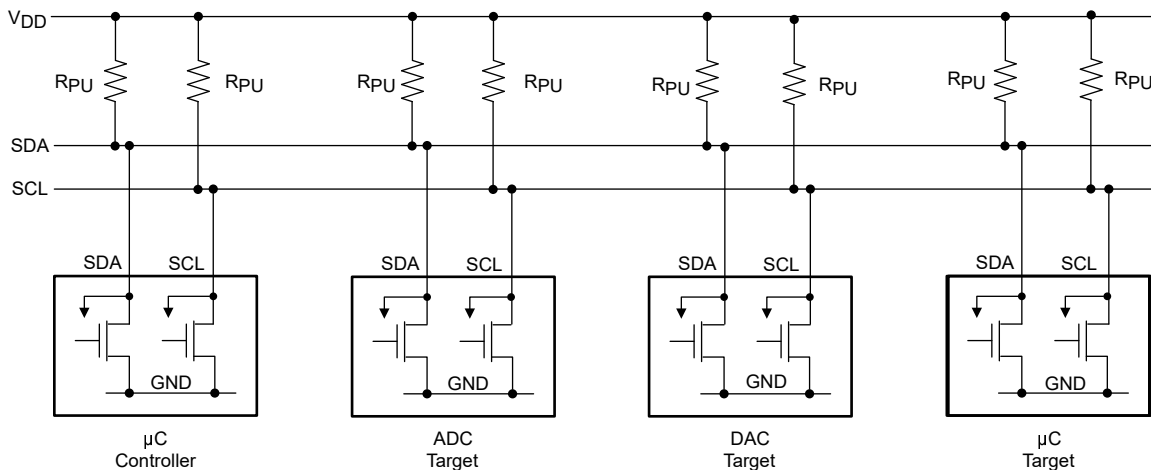 VDD
RPU RPU RPU RPU RPU RPU RPU RPU
SDA
SCL
SDA SCL SDA SCL SDA SCL SDA SCL
GND GND GND GND
µC ADC DAC µC
Controller Target Target Target